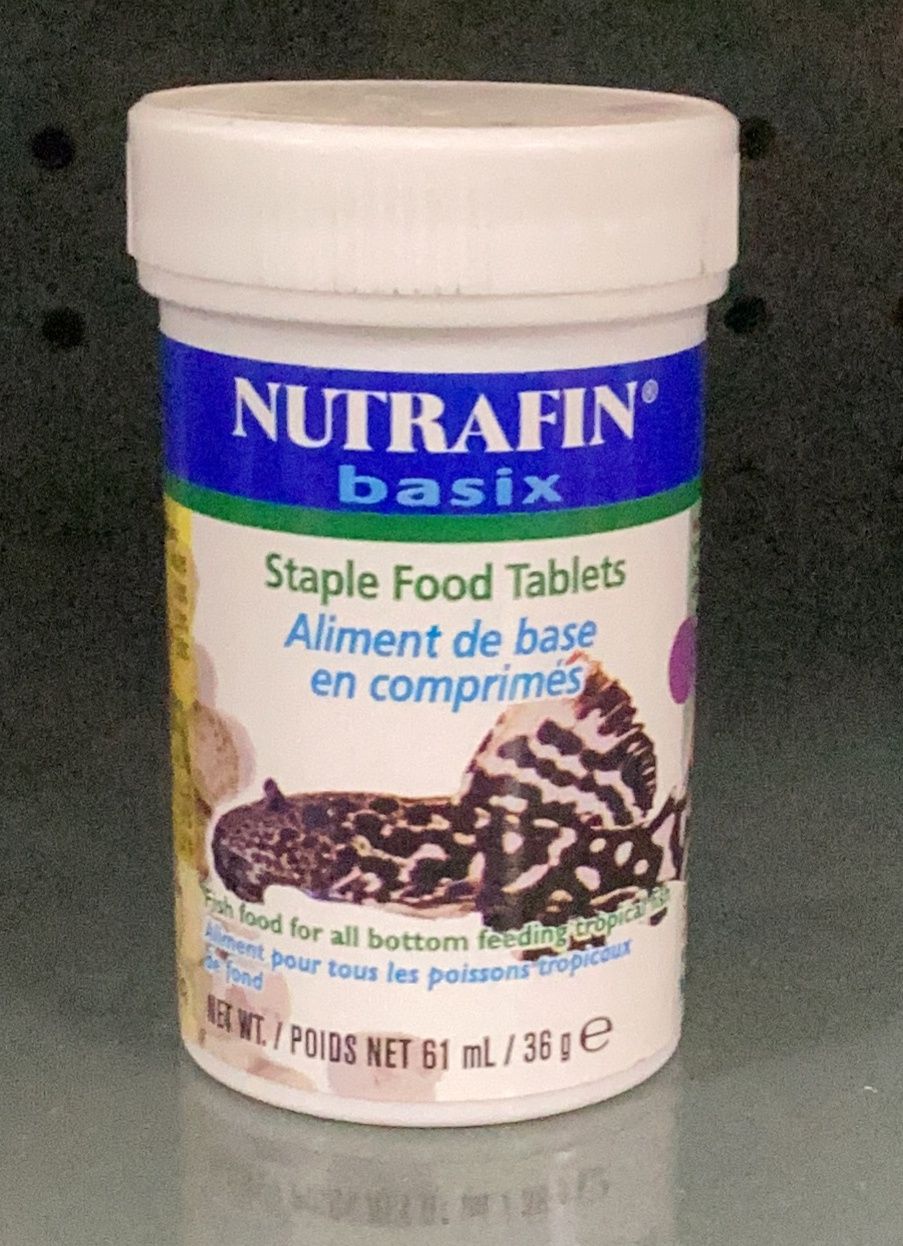 NUTRAFIN®
basix
Staple Food Tablets
Aliment de base
en comprimés
Fish food for all bottom feeding tropical fish
Aliment pour tous les poissons tropicaux
de fond
NET WT. / POIDS NET 61 mL / 36 g ℮